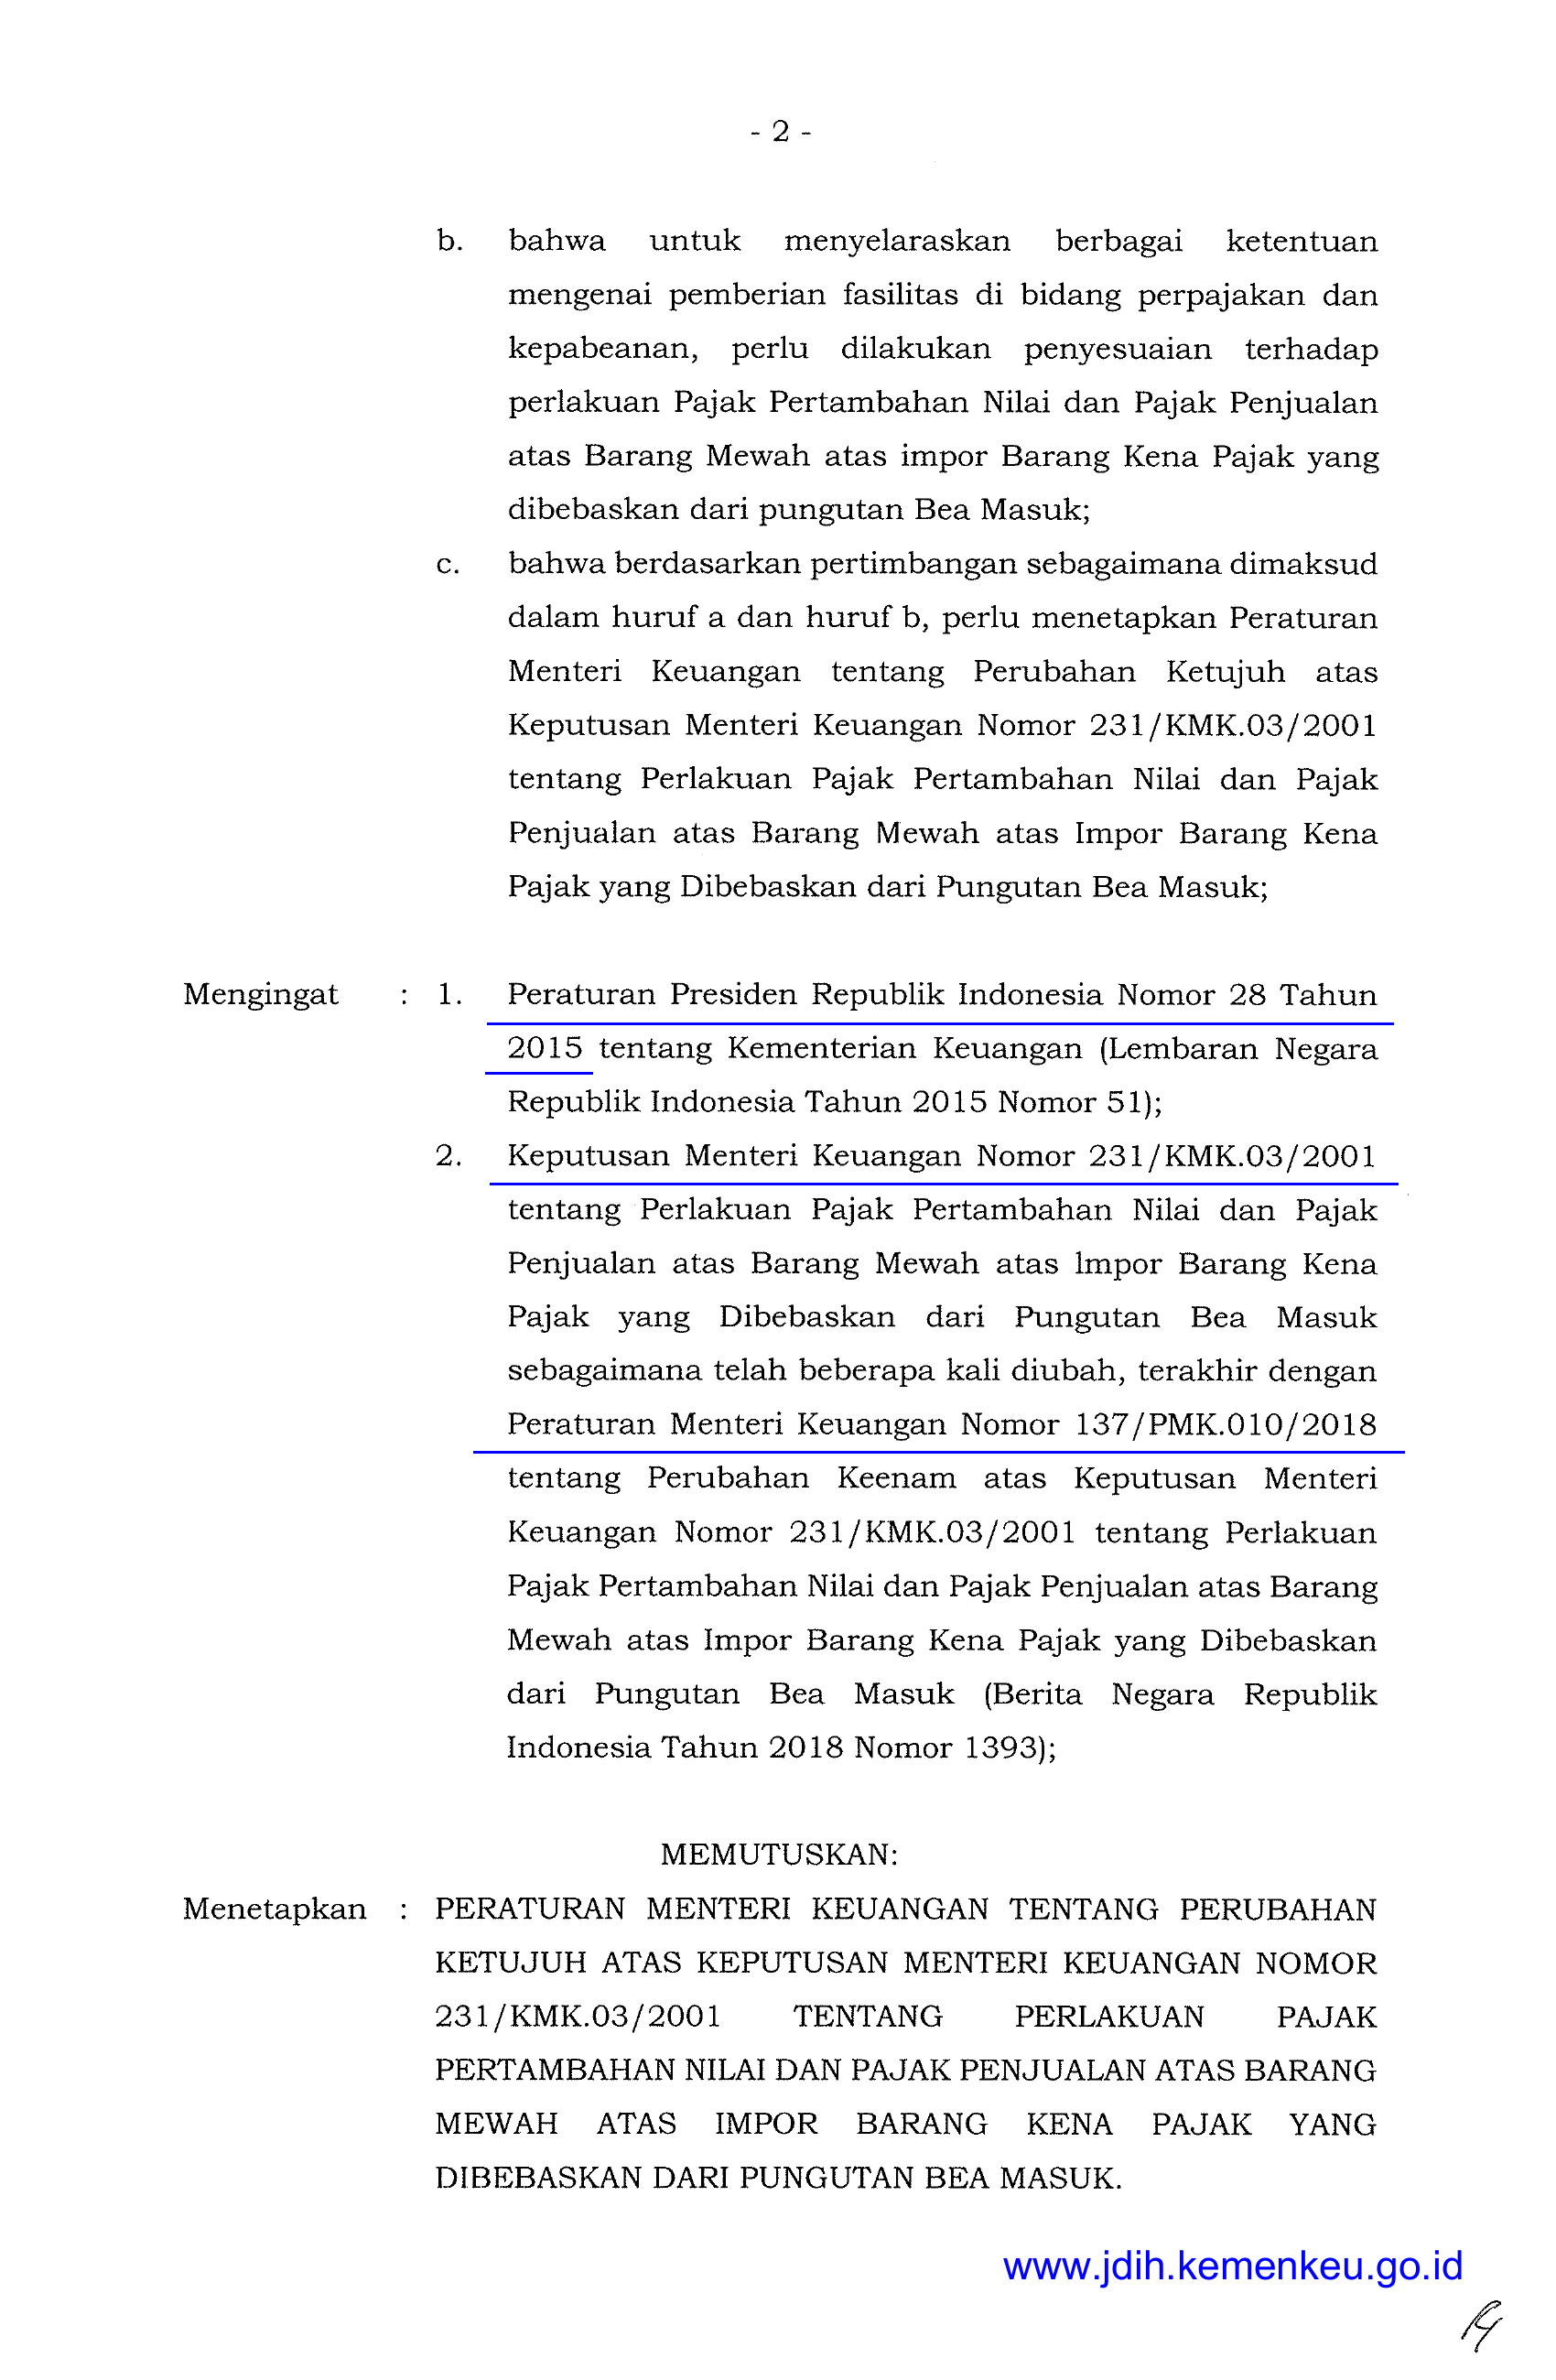 - 2 -
b. bahwa untuk menyelaraskan berbagai ketentuan
mengenai pemberian fasilitas di bidang perpajakan dan
kepabeanan, perlu dilakukan penyesuaian terhadap
perlakuan Pajak Pertambahan Nilai dan Pajak Penjualan
atas Barang Mewah atas impor Barang Kena Pajak yang
dibebaskan dari pungutan Bea Masuk;
c. bahwa berdasarkan pertimbangan sebagaimana dimaksud
dalam huruf a dan huruf b, perlu menetapkan Peraturan
Menteri Keuangan tentang Perubahan Ketujuh atas
Keputusan Menteri Keuangan Nomor 231/KMK.03/2001
tentang Perlakuan Pajak Pertambahan Nilai dan Pajak
Penjualan atas Barang Mewah atas Impor Barang Kena
Pajak yang Dibebaskan dari Pungutan Bea Masuk;
Mengingat : 1. Peraturan Presiden Republik Indonesia Nomor 28 Tahun
2015 tentang Kementerian Keuangan (Lembaran Negara
Republik Indonesia Tahun 2015 Nomor 51);
2. Keputusan Menteri Keuangan Nomor 231/KMK.03/2001
tentang Perlakuan Pajak Pertambahan Nilai dan Pajak
Penjualan atas Barang Mewah atas Impor Barang Kena
Pajak yang Dibebaskan dari Pungutan Bea Masuk
sebagaimana telah beberapa kali diubah, terakhir dengan
Peraturan Menteri Keuangan Nomor 137/PMK.010/2018
tentang Perubahan Keenam atas Keputusan Menteri
Keuangan Nomor 231/KMK.03/2001 tentang Perlakuan
Pajak Pertambahan Nilai dan Pajak Penjualan atas Barang
Mewah atas Impor Barang Kena Pajak yang Dibebaskan
dari Pungutan Bea Masuk (Berita Negara Republik
Indonesia Tahun 2018 Nomor 1393);
MEMUTUSKAN:
Menetapkan : PERATURAN MENTERI KEUANGAN TENTANG PERUBAHAN
KETUJUH ATAS KEPUTUSAN MENTERI KEUANGAN NOMOR
231/KMK.03/2001 TENTANG PERLAKUAN PAJAK
PERTAMBAHAN NILAI DAN PAJAK PENJUALAN ATAS BARANG
MEWAH ATAS IMPOR BARANG KENA PAJAK YANG
DIBEBASKAN DARI PUNGUTAN BEA MASUK.
www.jdih.kemenkeu.go.id